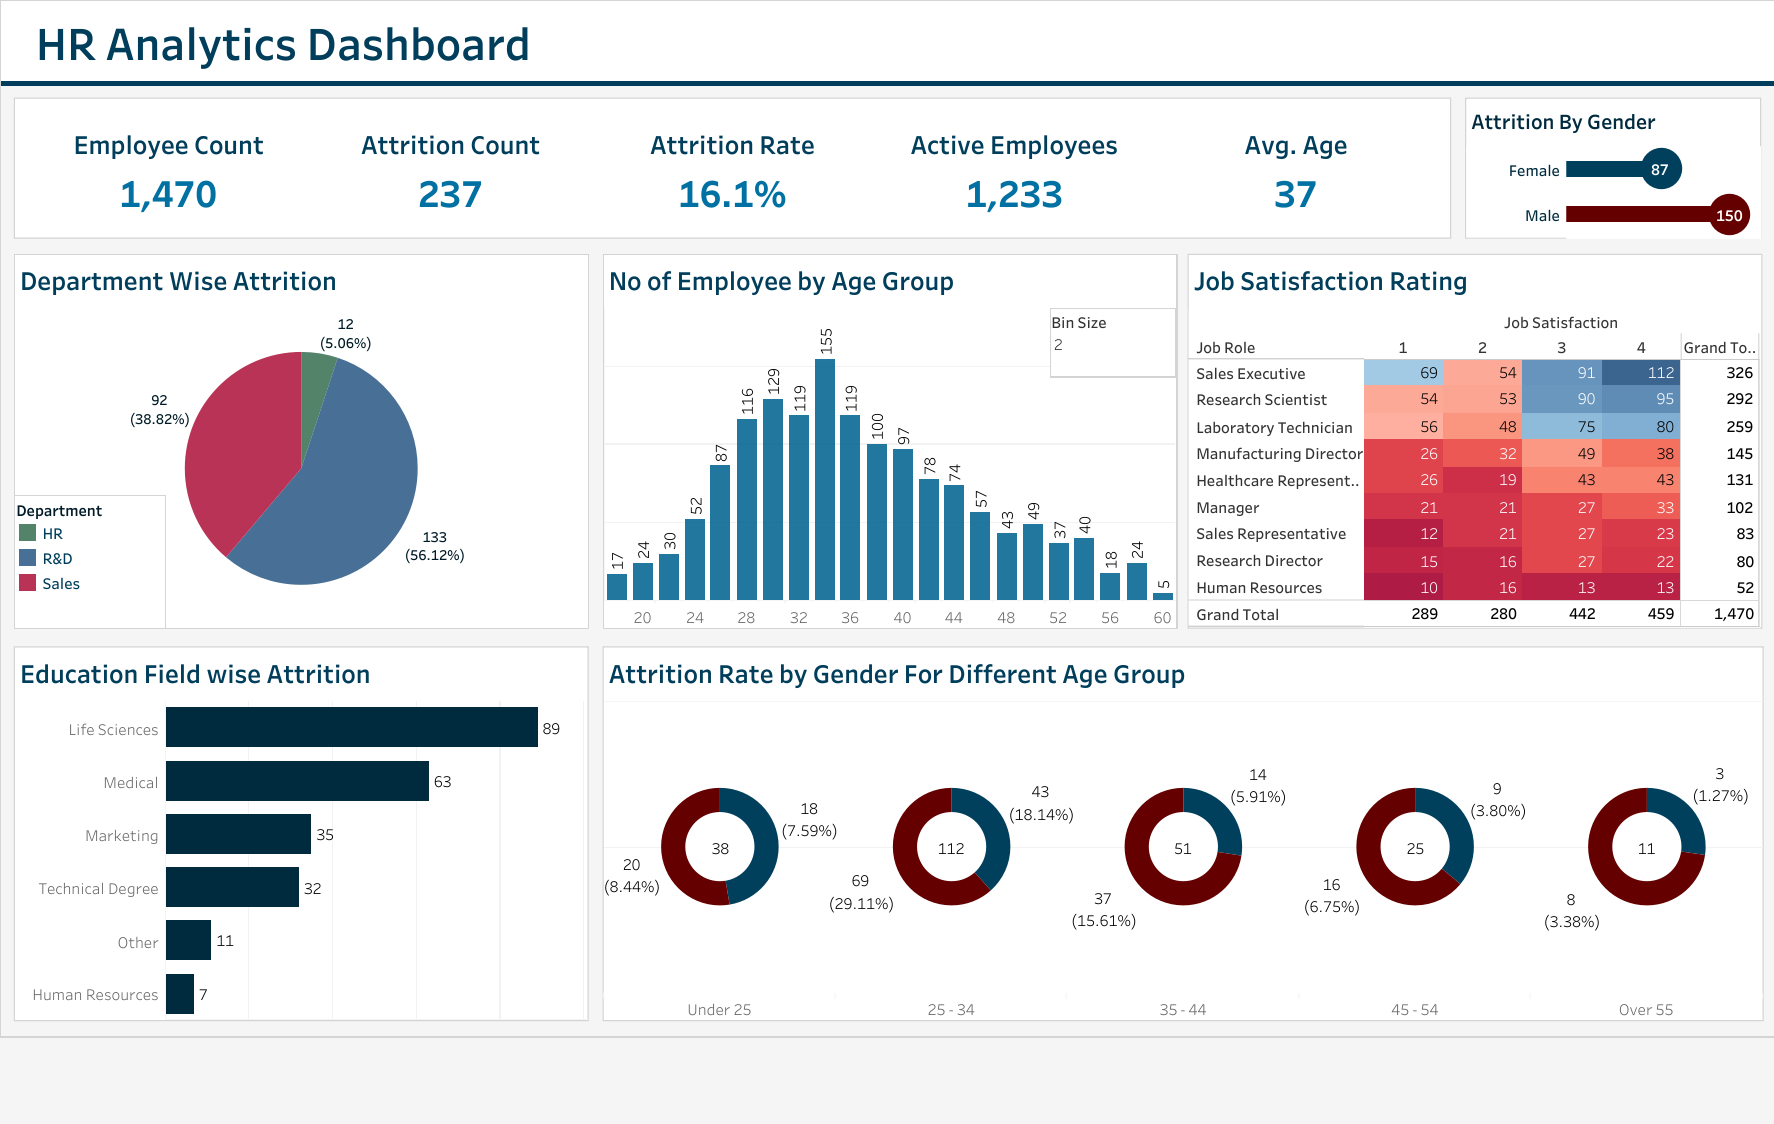 HR Analytics Dashboard
Employee Count
1,470
Attrition Count
237
Attrition Rate
16.1%
Active Employees
1,233
Avg. Age
37
Attrition By Gender
Female 87
Male 150
Department Wise Attrition
12
(5.06%)
92
(38.82%)
133
(56.12%)
Department
HR
R&D
Sales
No of Employee by Age Group
Bin Size
2
17 24 30 52 87 116 129 119 155 119 100 97 78 74 57 43 49 37 40 18 24 5
20 24 28 32 36 40 44 48 52 56 60
Job Satisfaction Rating
Job Satisfaction
Job Role 1 2 3 4 Grand To..
Sales Executive 69 54 91 112 326
Research Scientist 54 53 90 95 292
Laboratory Technician 56 48 75 80 259
Manufacturing Director 26 32 49 38 145
Healthcare Represent.. 26 19 43 43 131
Manager 21 21 27 33 102
Sales Representative 12 21 27 23 83
Research Director 15 16 27 22 80
Human Resources 10 16 13 13 52
Grand Total 289 280 442 459 1,470
Education Field wise Attrition
Life Sciences 89
Medical 63
Marketing 35
Technical Degree 32
Other 11
Human Resources 7
Attrition Rate by Gender For Different Age Group
18
(7.59%)
38
20
(8.44%)
43
(18.14%)
112
69
(29.11%)
14
(5.91%)
51
37
(15.61%)
9
(3.80%)
25
16
(6.75%)
3
(1.27%)
11
8
(3.38%)
Under 25 25 - 34 35 - 44 45 - 54 Over 55